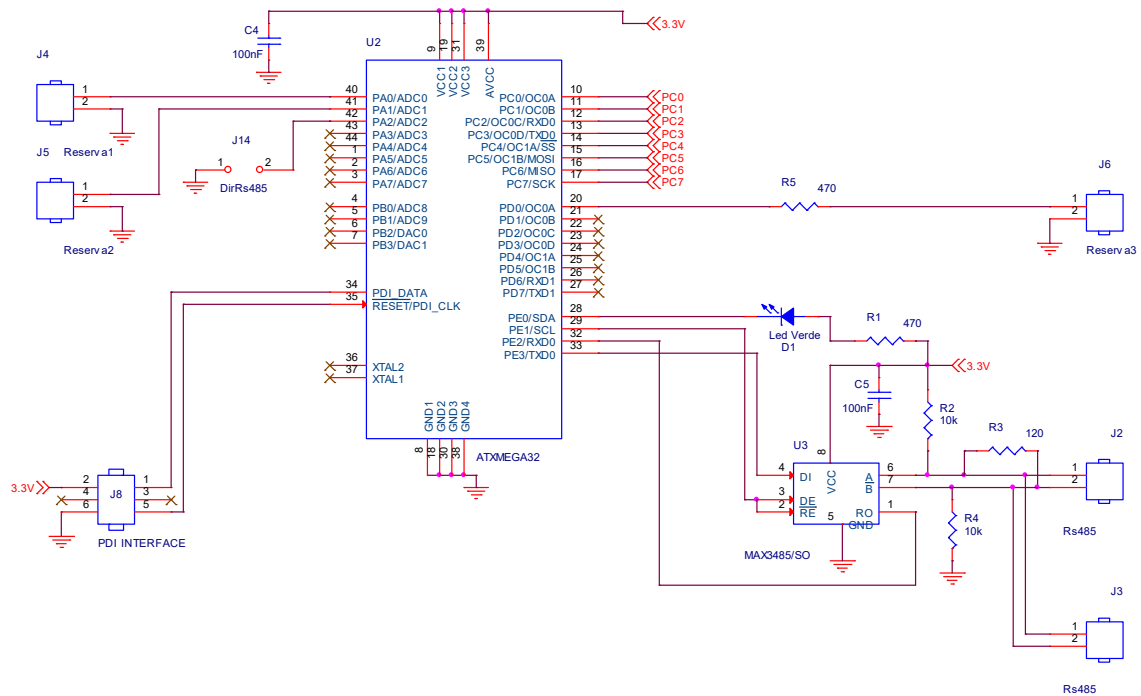 C4
100nF
3.3V
U2
9
19
31
39
VCC1
VCC2
VCC3
AVCC
J4
1
2
Reserva1
J5
1
2
Reserva2
J14
1
2
DirRs485
40
41
42
43
44
1
2
3
4
5
6
7
34
35
36
37
PA0/ADC0
PA1/ADC1
PA2/ADC2
PA3/ADC3
PA4/ADC4
PA5/ADC5
PA6/ADC6
PA7/ADC7
PB0/ADC8
PB1/ADC9
PB2/DAC0
PB3/DAC1
PDI_DATA
RESET/PDI_CLK
XTAL2
XTAL1
PC0/OC0A
PC1/OC0B
PC2/OC0C/RXD0
PC3/OC0D/TXD0
PC4/OC1A/SS
PC5/OC1B/MOSI
PC6/MISO
PC7/SCK
PD0/OC0A
PD1/OC0B
PD2/OC0C
PD3/OC0D
PD4/OC1A
PD5/OC1B
PD6/RXD1
PD7/TXD1
PE0/SDA
PE1/SCL
PE2/RXD0
PE3/TXD0
10
11
12
13
14
15
16
17
20
21
22
23
24
25
26
27
28
29
32
33
PC0
PC1
PC2
PC3
PC4
PC5
PC6
PC7
GND1
GND2
GND3
GND4
8
18
30
38
ATXMEGA32
R5
470
J6
1
2
Reserva3
Led Verde
D1
R1
470
3.3V
C5
100nF
R2
10k
R3
120
U3
8
VCC
4
DI
3
DE
2
RE
5
GND
A
6
B
7
RO
1
MAX3485/SO
R4
10k
J2
1
2
Rs485
J3
1
2
Rs485
3.3V
2
4
6
J8
1
3
5
PDI INTERFACE